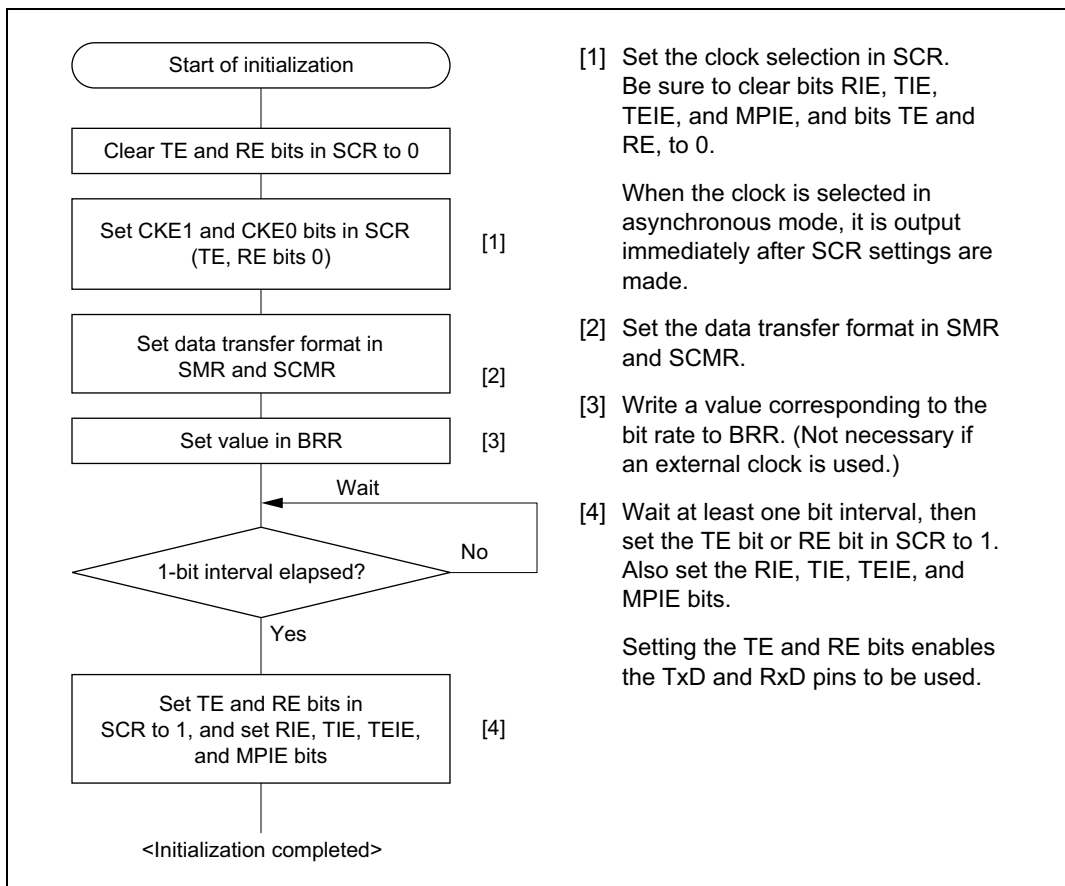 Start of initialization
Clear TE and RE bits in SCR to 0
Set CKE1 and CKE0 bits in SCR
(TE, RE bits 0)
[1]
Set data transfer format in
SMR and SCMR
[2]
Set value in BRR
[3]
Wait
1-bit interval elapsed?
No
Yes
Set TE and RE bits in
SCR to 1, and set RIE, TIE, TEIE,
and MPIE bits
[4]
<Initialization completed>
[1] Set the clock selection in SCR.
Be sure to clear bits RIE, TIE,
TEIE, and MPIE, and bits TE and
RE, to 0.
When the clock is selected in
asynchronous mode, it is output
immediately after SCR settings are
made.
[2] Set the data transfer format in SMR
and SCMR.
[3] Write a value corresponding to the
bit rate to BRR. (Not necessary if
an external clock is used.)
[4] Wait at least one bit interval, then
set the TE bit or RE bit in SCR to 1.
Also set the RIE, TIE, TEIE, and
MPIE bits.
Setting the TE and RE bits enables
the TxD and RxD pins to be used.